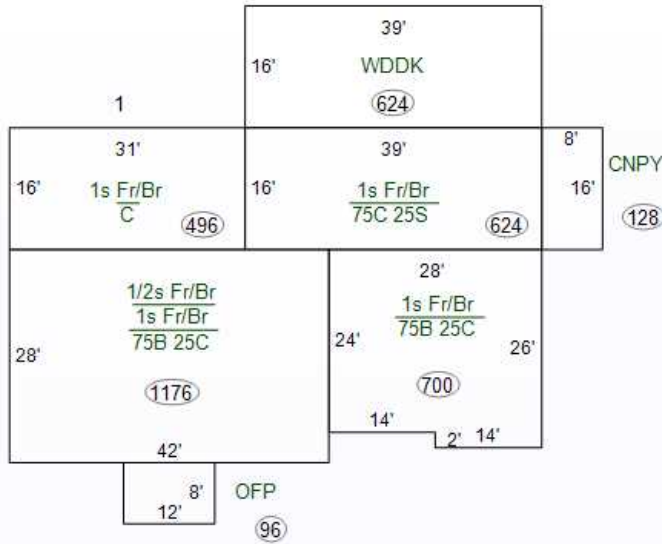 39'
16'
WDDK
624
1
31'
16'
1s Fr/Br
C
496
39'
16'
1s Fr/Br
75C 25S
624
8'
16'
CNPY
128
1/2s Fr/Br
1s Fr/Br
75B 25C
28'
1176
42'
28'
1s Fr/Br
75B 25C
24'
26'
700
14'
2'
14'
8'
12'
OFP
96